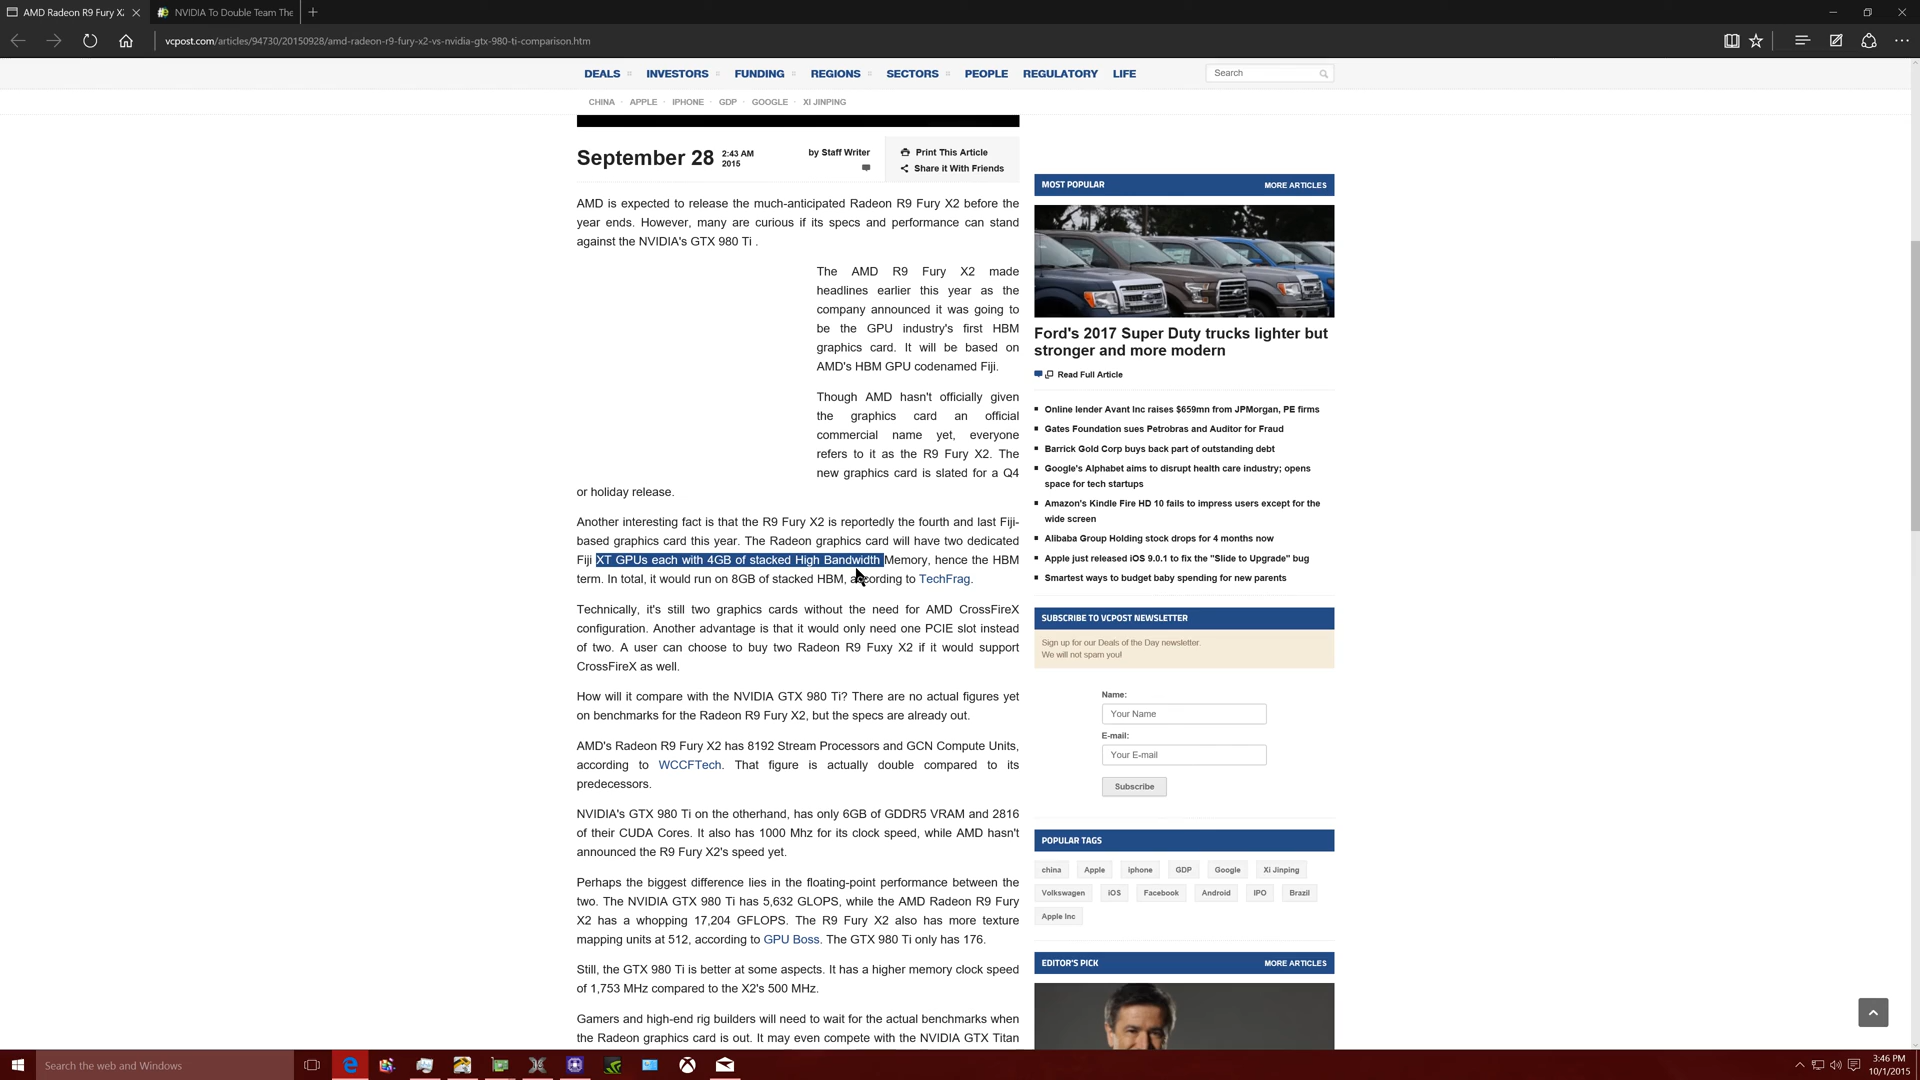 AMD Radeon R9 Fury X2
NVIDIA To Double Team The
vcpost.com/articles/94730/20150928/amd-radeon-r9-fury-x2-vs-nvidia-gtx-980-ti-comparison.htm
DEALS INVESTORS FUNDING REGIONS SECTORS PEOPLE REGULATORY LIFE
Search
CHINA APPLE IPHONE GDP GOOGLE XI JINPING
September 28 2:43 AM
2015
by Staff Writer
Print This Article
Share it With Friends
AMD is expected to release the much-anticipated Radeon R9 Fury X2 before the
year ends. However, many are curious if its specs and performance can stand
against the NVIDIA's GTX 980 Ti .
The AMD R9 Fury X2 made
headlines earlier this year as the
company announced it was going to
be the GPU industry's first HBM
graphics card. It will be based on
AMD's HBM GPU codenamed Fiji.
Though AMD hasn't officially given
the graphics card an official
commercial name yet, everyone
refers to it as the R9 Fury X2. The
new graphics card is slated for a Q4
or holiday release.
Another interesting fact is that the R9 Fury X2 is reportedly the fourth and last Fiji-
based graphics card this year. The Radeon graphics card will have two dedicated
Fiji XT GPUs each with 4GB of stacked High Bandwidth Memory, hence the HBM
term. In total, it would run on 8GB of stacked HBM, according to TechFrag.
Technically, it's still two graphics cards without the need for AMD CrossFireX
configuration. Another advantage is that it would only need one PCIE slot instead
of two. A user can choose to buy two Radeon R9 Fuxy X2 if it would support
CrossFireX as well.
How will it compare with the NVIDIA GTX 980 Ti? There are no actual figures yet
on benchmarks for the Radeon R9 Fury X2, but the specs are already out.
AMD's Radeon R9 Fury X2 has 8192 Stream Processors and GCN Compute Units,
according to WCCFTech. That figure is actually double compared to its
predecessors.
NVIDIA's GTX 980 Ti on the otherhand, has only 6GB of GDDR5 VRAM and 2816
of their CUDA Cores. It also has 1000 Mhz for its clock speed, while AMD hasn't
announced the R9 Fury X2's speed yet.
Perhaps the biggest difference lies in the floating-point performance between the
two. The NVIDIA GTX 980 Ti has 5,632 GLOPS, while the AMD Radeon R9 Fury
X2 has a whopping 17,204 GFLOPS. The R9 Fury X2 also has more texture
mapping units at 512, according to GPU Boss. The GTX 980 Ti only has 176.
Still, the GTX 980 Ti is better at some aspects. It has a higher memory clock speed
of 1,753 MHz compared to the X2's 500 MHz.
Gamers and high-end rig builders will need to wait for the actual benchmarks when
the Radeon graphics card is out. It may even compete with the NVIDIA GTX Titan
MOST POPULAR MORE ARTICLES
Ford's 2017 Super Duty trucks lighter but
stronger and more modern
Read Full Article
Online lender Avant Inc raises $659mn from JPMorgan, PE firms
Gates Foundation sues Petrobras and Auditor for Fraud
Barrick Gold Corp buys back part of outstanding debt
Google's Alphabet aims to disrupt health care industry; opens
space for tech startups
Amazon's Kindle Fire HD 10 fails to impress users except for the
wide screen
Alibaba Group Holding stock drops for 4 months now
Apple just released iOS 9.0.1 to fix the "Slide to Upgrade" bug
Smartest ways to budget baby spending for new parents
SUBSCRIBE TO VCPOST NEWSLETTER
Sign up for our Deals of the Day newsletter.
We will not spam you!
Name:
Your Name
E-mail:
Your E-mail
Subscribe
POPULAR TAGS
china Apple iphone GDP Google Xi Jinping
Volkswagen iOS Facebook Android IPO Brazil
Apple Inc
EDITOR'S PICK MORE ARTICLES
Search the web and Windows
3:46 PM
10/1/2015